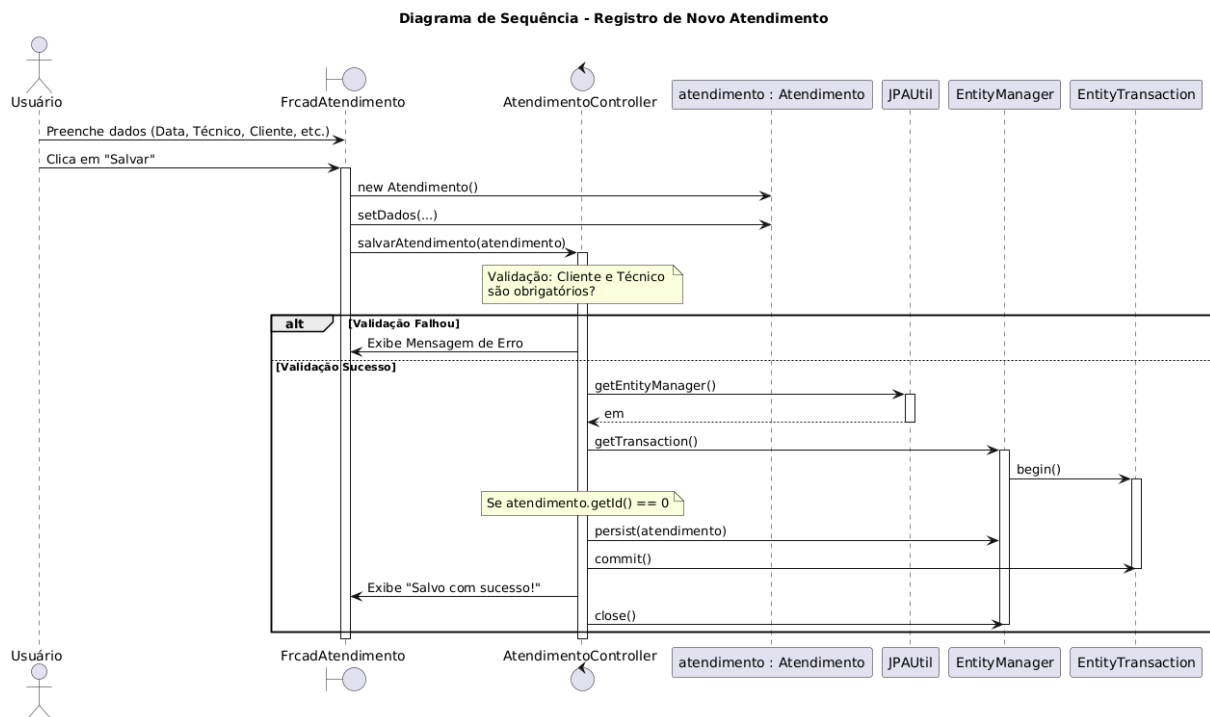 Diagrama de Sequência - Registro de Novo Atendimento
Usuário
FrcadAtendimento
AtendimentoController
atendimento : Atendimento
JPAUtil
EntityManager
EntityTransaction
Preenche dados (Data, Técnico, Cliente, etc.)
Clica em "Salvar"
new Atendimento()
setDados(...)
salvarAtendimento(atendimento)
Validação: Cliente e Técnico
são obrigatórios?
alt
[Validação Falhou]
Exibe Mensagem de Erro
[Validação Sucesso]
getEntityManager()
em
getTransaction()
begin()
Se atendimento.getId() == 0
persist(atendimento)
commit()
Exibe "Salvo com sucesso!"
close()
Usuário
FrcadAtendimento
AtendimentoController
atendimento : Atendimento
JPAUtil
EntityManager
EntityTransaction